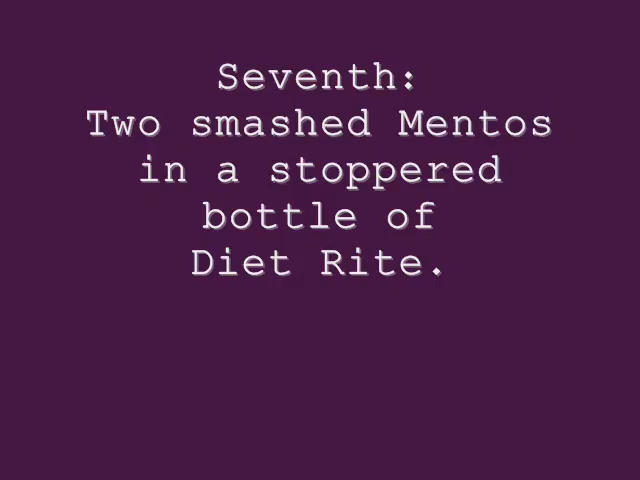 Seventh:
Two smashed Mentos
in a stoppered
bottle of
Diet Rite.